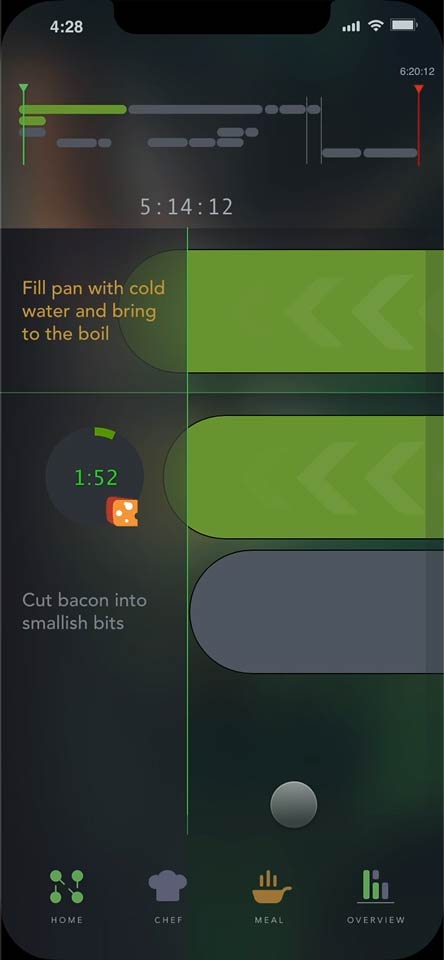 4:28
6:20:12
5:14:12
Fill pan with cold
water and bring
to the boil
1:52
Cut bacon into
smallish bits
HOME
CHEF
MEAL
OVERVIEW